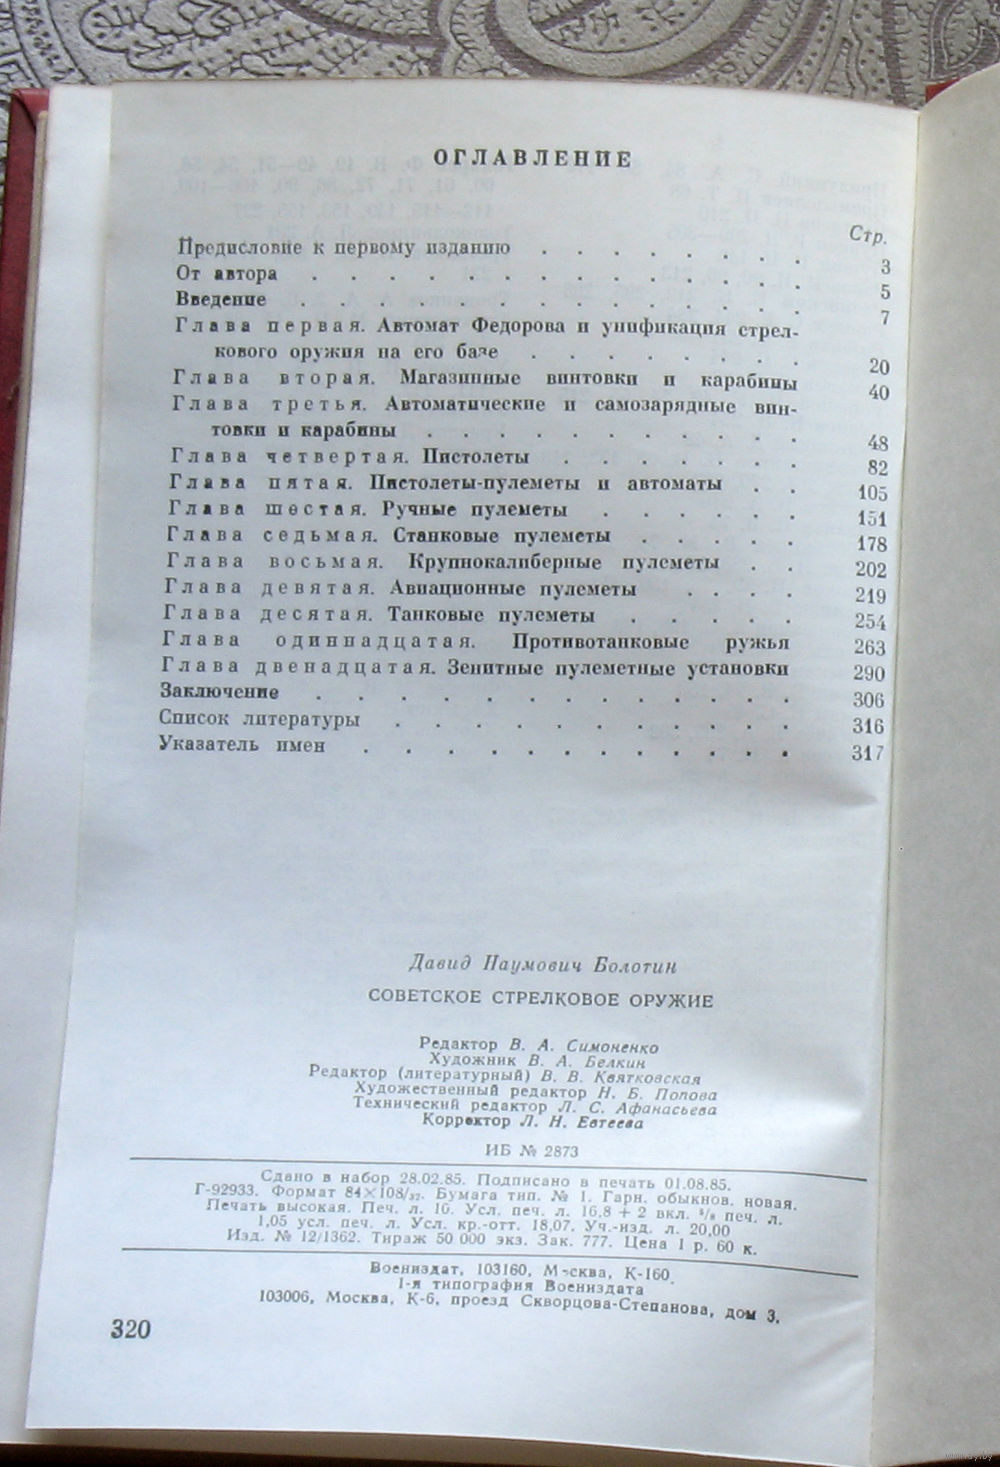 ОГЛАВЛЕНИЕ
Стр.
Предисловие к первому изданию . . . . . . . 3
От автора . . . . . . . . . . . . . 5
Введение . . . . . . . . . . . . . 7
Глава первая. Автомат Федорова и унификация стрел-
кового оружия на его базе . . . . . . . . 20
Глава вторая. Магазинные винтовки и карабины 40
Глава третья. Автоматические и самозарядные вин-
товки и карабины . . . . . . . . . . 48
Глава четвертая. Пистолеты . . . . . . . 82
Глава пятая. Пистолеты-пулеметы и автоматы . . 105
Глава шестая. Ручные пулеметы . . . . . . 151
Глава седьмая. Станковые пулеметы . . . . . 178
Глава восьмая. Крупнокалиберные пулеметы . . 202
Глава девятая. Авиационные пулеметы . . . . 219
Глава десятая. Танковые пулеметы . . . . . 254
Глава одиннадцатая. Противотанковые ружья 263
Глава двенадцатая. Зенитные пулеметные установки 290
Заключение . . . . . . . . . . . . 306
Список литературы . . . . . . . . . . 316
Указатель имен . . . . . . . . . . . 317
Давид Наумович Болотин
СОВЕТСКОЕ СТРЕЛКОВОЕ ОРУЖИЕ
Редактор В. А. Симоненко
Художник В. А. Белкин
Редактор (литературный) В. В. Квятковская
Художественный редактор Н. Б. Попова
Технический редактор Л. С. Афанасьева
Корректор Л. Н. Евтеева
ИБ № 2873
Сдано в набор 28.02.85. Подписано в печать 01.08.85.
Г-92933. Формат 84×108/32. Бумага тип. № 1. Гарн. обыкнов. новая.
Печать высокая. Печ. л. 10. Усл. печ. л. 16,8 + 2 вкл. печ. л.
1,05 усл. печ. л. Усл. кр.-отт. 18,07. Уч.-изд. л. 20,00
Изд. № 12/1362. Тираж 50 000 экз. Зак. 777. Цена 1 р. 60 к.
Воениздат, 103160, Москва, К-160.
1-я типография Воениздата
103006, Москва, К-6, проезд Скворцова-Степанова, дом 3.
320